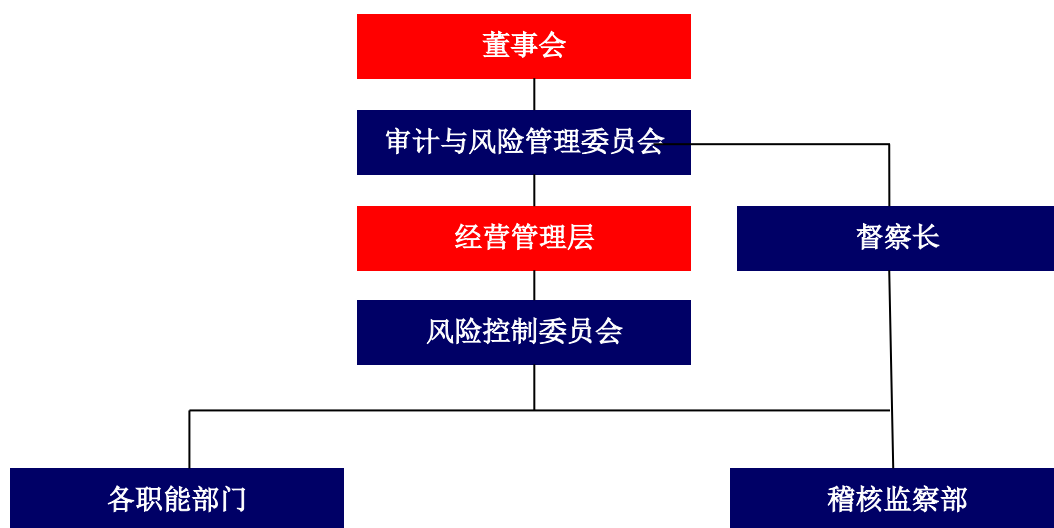 董事会
审计与风险管理委员会
经营管理层
督察长
风险控制委员会
各职能部门
稽核监察部